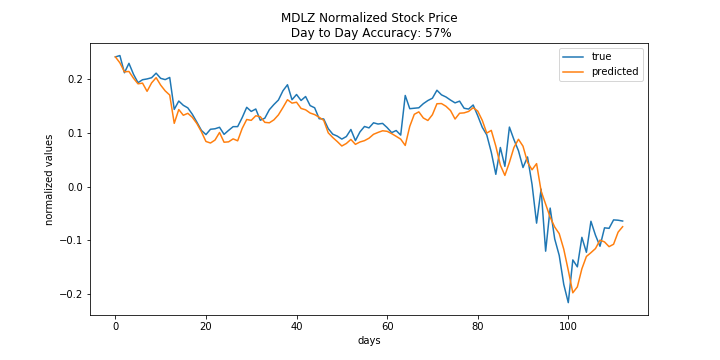 MDLZ Normalized Stock Price
Day to Day Accuracy: 57%
true
predicted
normalized values
0.2
0.1
0.0
−0.1
−0.2
0 20 40 60 80 100
days